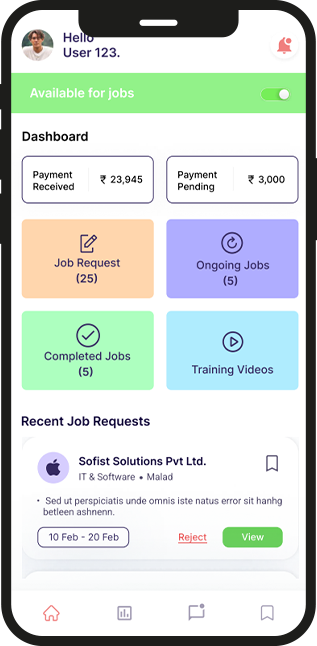 Hello
User 123.
Available for jobs
Dashboard
Payment
Received
₹ 23,945
Payment
Pending
₹ 3,000
Job Request
(25)
Ongoing Jobs
(5)
Completed Jobs
(5)
Training Videos
Recent Job Requests
Sofist Solutions Pvt Ltd.
IT & Software • Malad
• Sed ut perspiciatis unde omnis iste natus error sit hanhg
betleen ashnenn.
10 Feb - 20 Feb
Reject
View